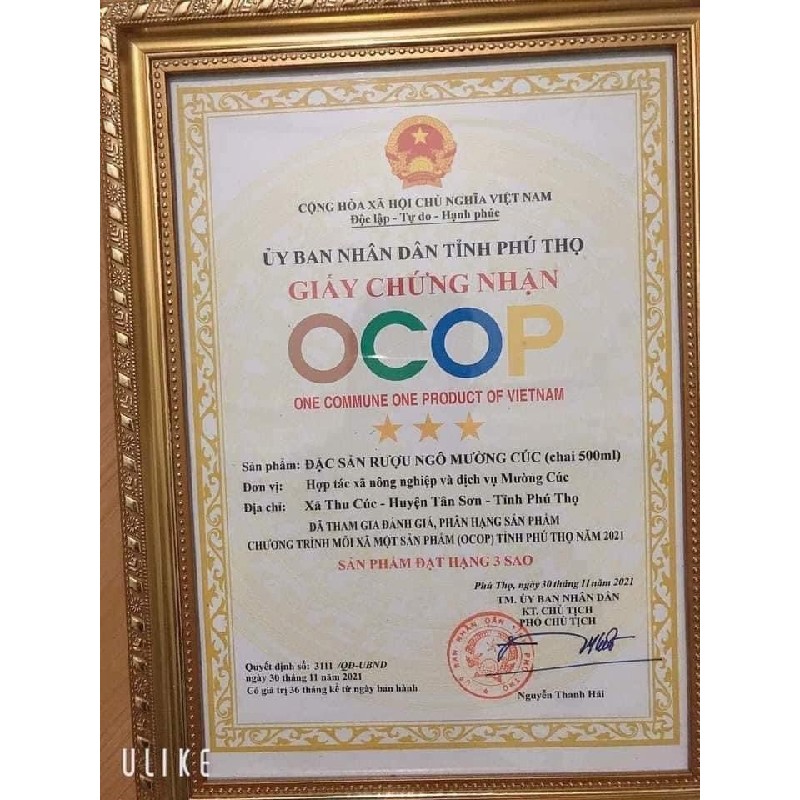 CỘNG HÒA XÃ HỘI CHỦ NGHĨA VIỆT NAM
Độc lập - Tự do - Hạnh phúc
ỦY BAN NHÂN DÂN TỈNH PHÚ THỌ
GIẤY CHỨNG NHẬN
OCOP
ONE COMMUNE ONE PRODUCT OF VIETNAM
Sản phẩm: ĐẶC SẢN RƯỢU NGÔ MƯỜNG CÚC (chai 500ml)
Đơn vị: Hợp tác xã nông nghiệp và dịch vụ Mường Cúc
Địa chỉ: Xã Thu Cúc - Huyện Tân Sơn - Tỉnh Phú Thọ
ĐÃ THAM GIA ĐÁNH GIÁ, PHÂN HẠNG SẢN PHẨM
CHƯƠNG TRÌNH MỖI XÃ MỘT SẢN PHẨM (OCOP) TỈNH PHÚ THỌ NĂM 2021
SẢN PHẨM ĐẠT HẠNG 3 SAO
Phú Thọ, ngày 30 tháng 11 năm 2021
TM. ỦY BAN NHÂN DÂN
KT. CHỦ TỊCH
PHÓ CHỦ TỊCH
Quyết định số: 3111 /QĐ-UBND
ngày 30 tháng 11 năm 2021
Có giá trị 36 tháng kể từ ngày ban hành
Nguyễn Thanh Hải
ULIKE